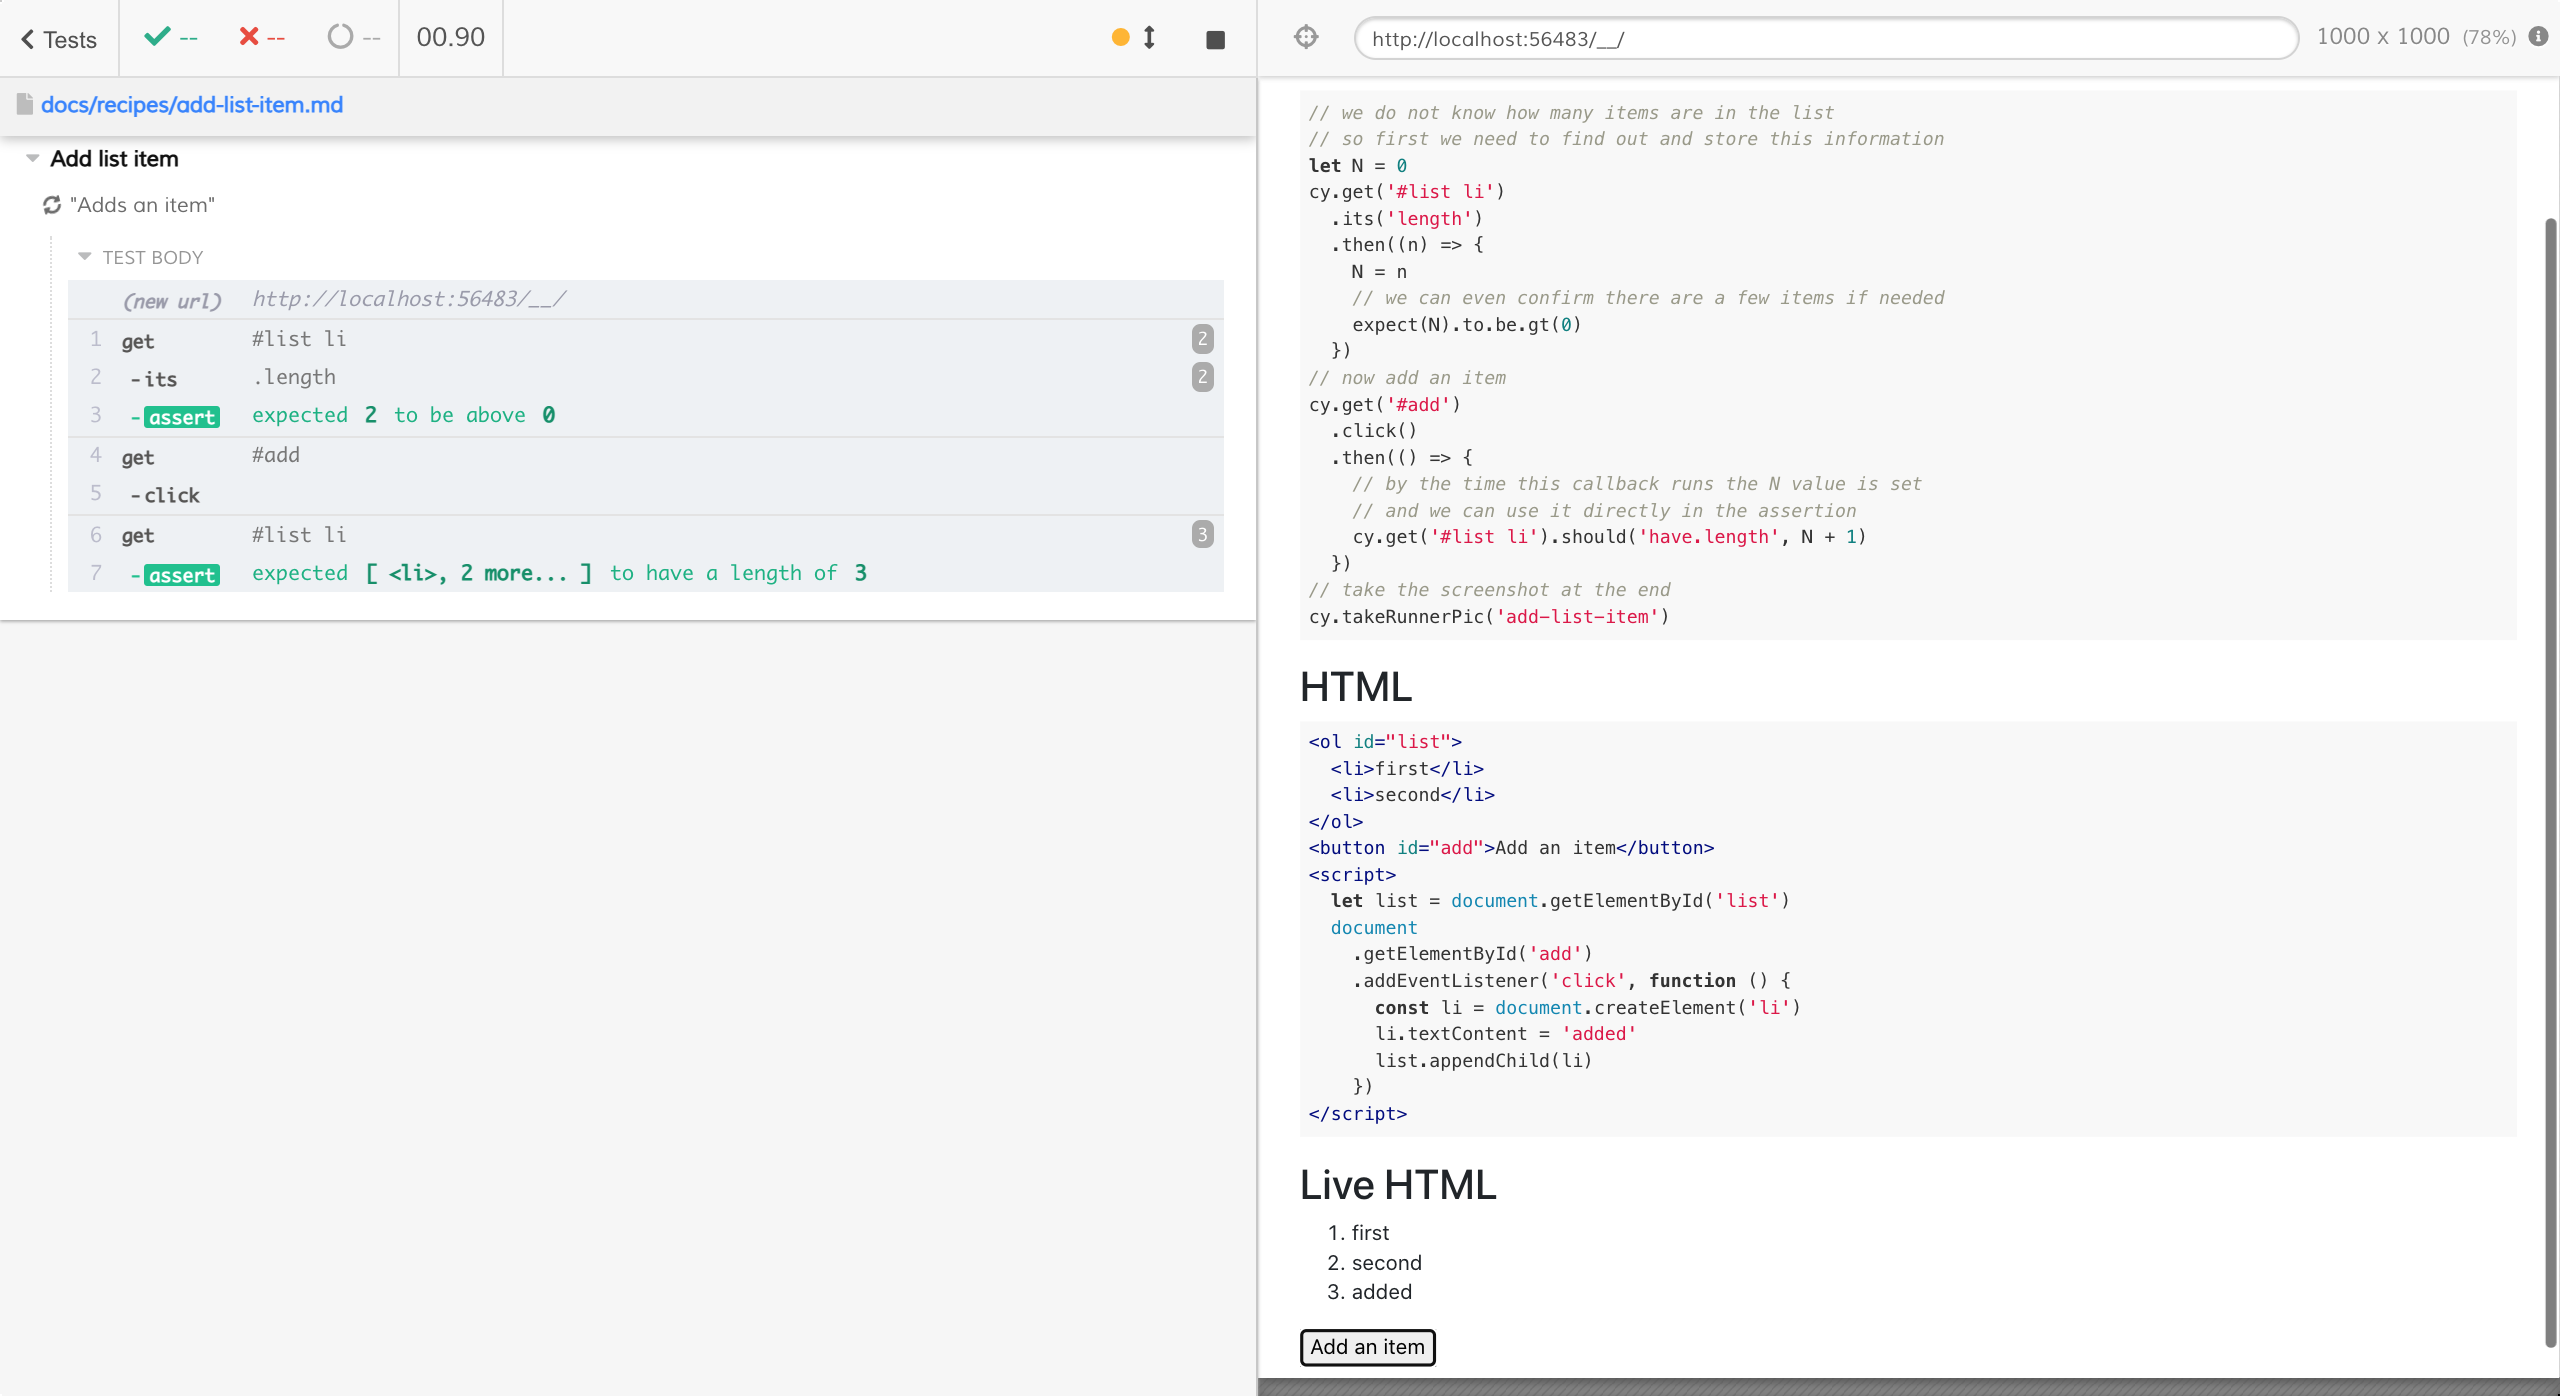 Tests
--
--
--
00.90
docs/recipes/add-list-item.md
Add list item
"Adds an item"
TEST BODY
(new url) http://localhost:56483/__/
1 get #list li 2
2 -its .length 2
3 -assert expected 2 to be above 0
4 get #add
5 -click
6 get #list li 3
7 -assert expected [ <li>, 2 more... ] to have a length of 3
http://localhost:56483/__/
1000 x 1000 (78%)
// we do not know how many items are in the list
// so first we need to find out and store this information
let N = 0
cy.get('#list li')
  .its('length')
  .then((n) => {
    N = n
    // we can even confirm there are a few items if needed
    expect(N).to.be.gt(0)
  })
// now add an item
cy.get('#add')
  .click()
  .then(() => {
    // by the time this callback runs the N value is set
    // and we can use it directly in the assertion
    cy.get('#list li').should('have.length', N + 1)
  })
// take the screenshot at the end
cy.takeRunnerPic('add-list-item')
HTML
<ol id="list">
  <li>first</li>
  <li>second</li>
</ol>
<button id="add">Add an item</button>
<script>
  let list = document.getElementById('list')
  document
    .getElementById('add')
    .addEventListener('click', function () {
      const li = document.createElement('li')
      li.textContent = 'added'
      list.appendChild(li)
    })
</script>
Live HTML
1. first
2. second
3. added
Add an item